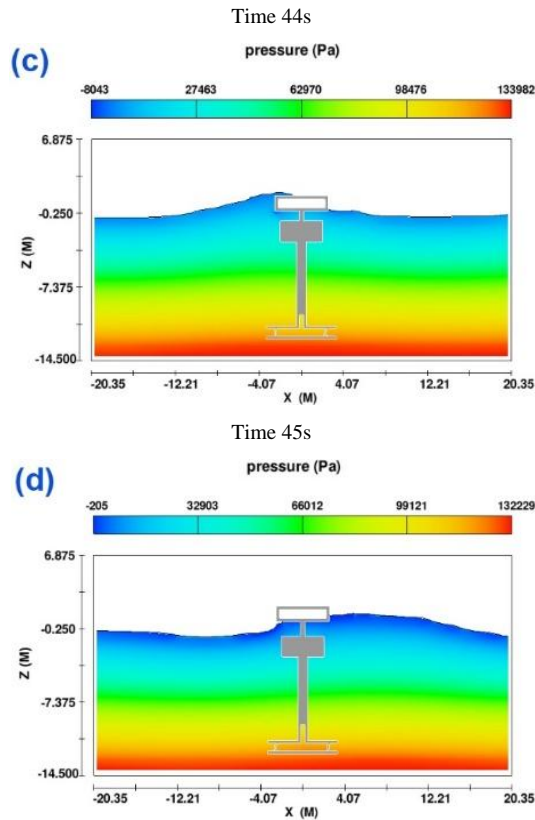 Time 44s
(c)
pressure (Pa)
-8043 27463 62970 98476 133982
6.875
-0.250
-7.375
-14.500
Z (M)
-20.35 -12.21 -4.07 4.07 12.21 20.35
X (M)
Time 45s
(d)
pressure (Pa)
-205 32903 66012 99121 132229
6.875
-0.250
-7.375
-14.500
Z (M)
-20.35 -12.21 -4.07 4.07 12.21 20.35
X (M)